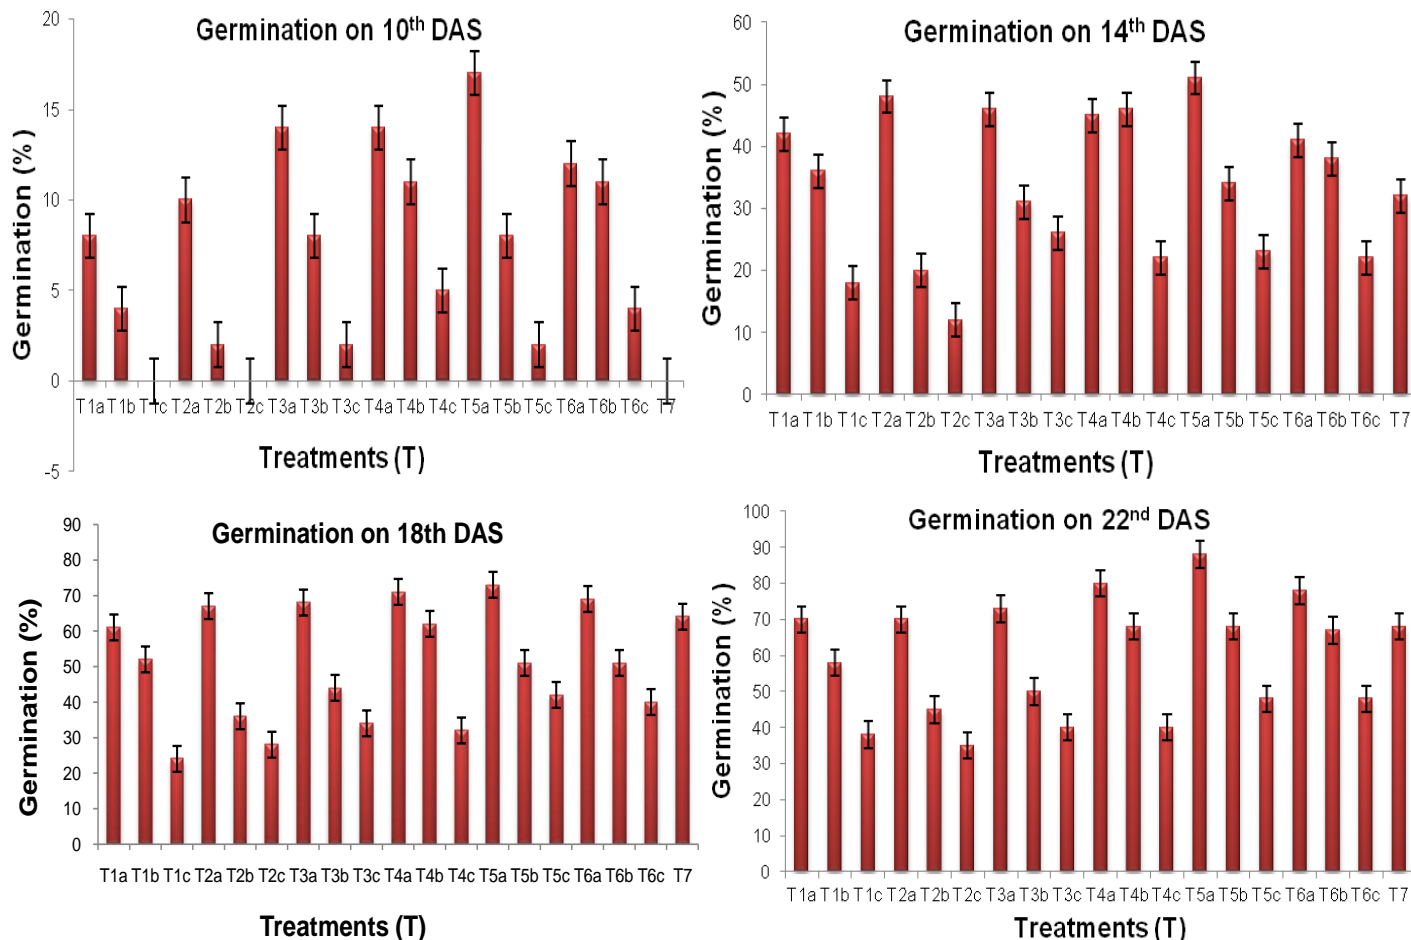 Germination on 10th DAS
Germination (%)
20
15
10
5
0
-5
T1a T1b T1c T2a T2b T2c T3a T3b T3c T4a T4b T4c T5a T5b T5c T6a T6b T6c T7
Treatments (T)
Germination on 14th DAS
Germination (%)
60
50
40
30
20
10
0
T1a T1b T1c T2a T2b T2c T3a T3b T3c T4a T4b T4c T5a T5b T5c T6a T6b T6c T7
Treatments (T)
Germination on 18th DAS
Germination (%)
90
80
70
60
50
40
30
20
10
0
T1a T1b T1c T2a T2b T2c T3a T3b T3c T4a T4b T4c T5a T5b T5c T6a T6b T6c T7
Treatments (T)
Germination on 22nd DAS
Germination (%)
100
90
80
70
60
50
40
30
20
10
0
T1a T1b T1c T2a T2b T2c T3a T3b T3c T4a T4b T4c T5a T5b T5c T6a T6b T6c T7
Treatments (T)